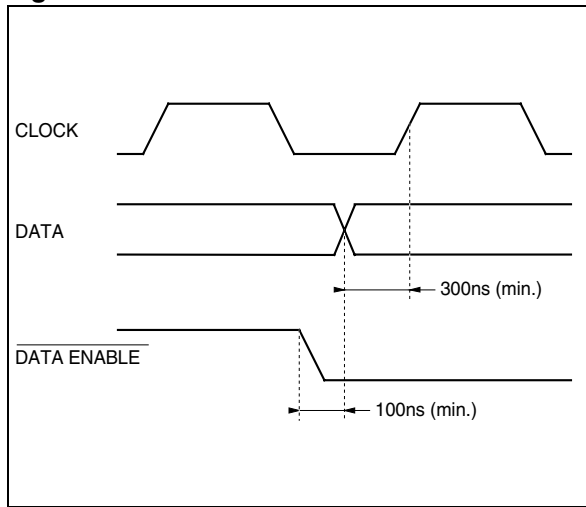 CLOCK
DATA
300ns (min.)
DATA ENABLE
100ns (min.)